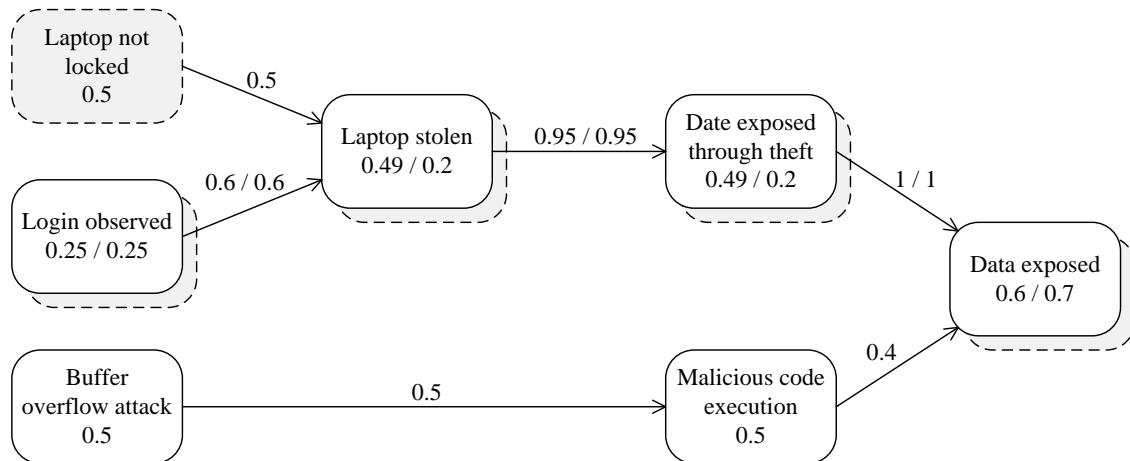 Laptop not
locked
0.5
0.5
Laptop stolen
0.49 / 0.2
0.95 / 0.95
Date exposed
through theft
0.49 / 0.2
1 / 1
0.6 / 0.6
Login observed
0.25 / 0.25
Data exposed
0.6 / 0.7
Buffer
overflow attack
0.5
0.5
Malicious code
execution
0.5
0.4